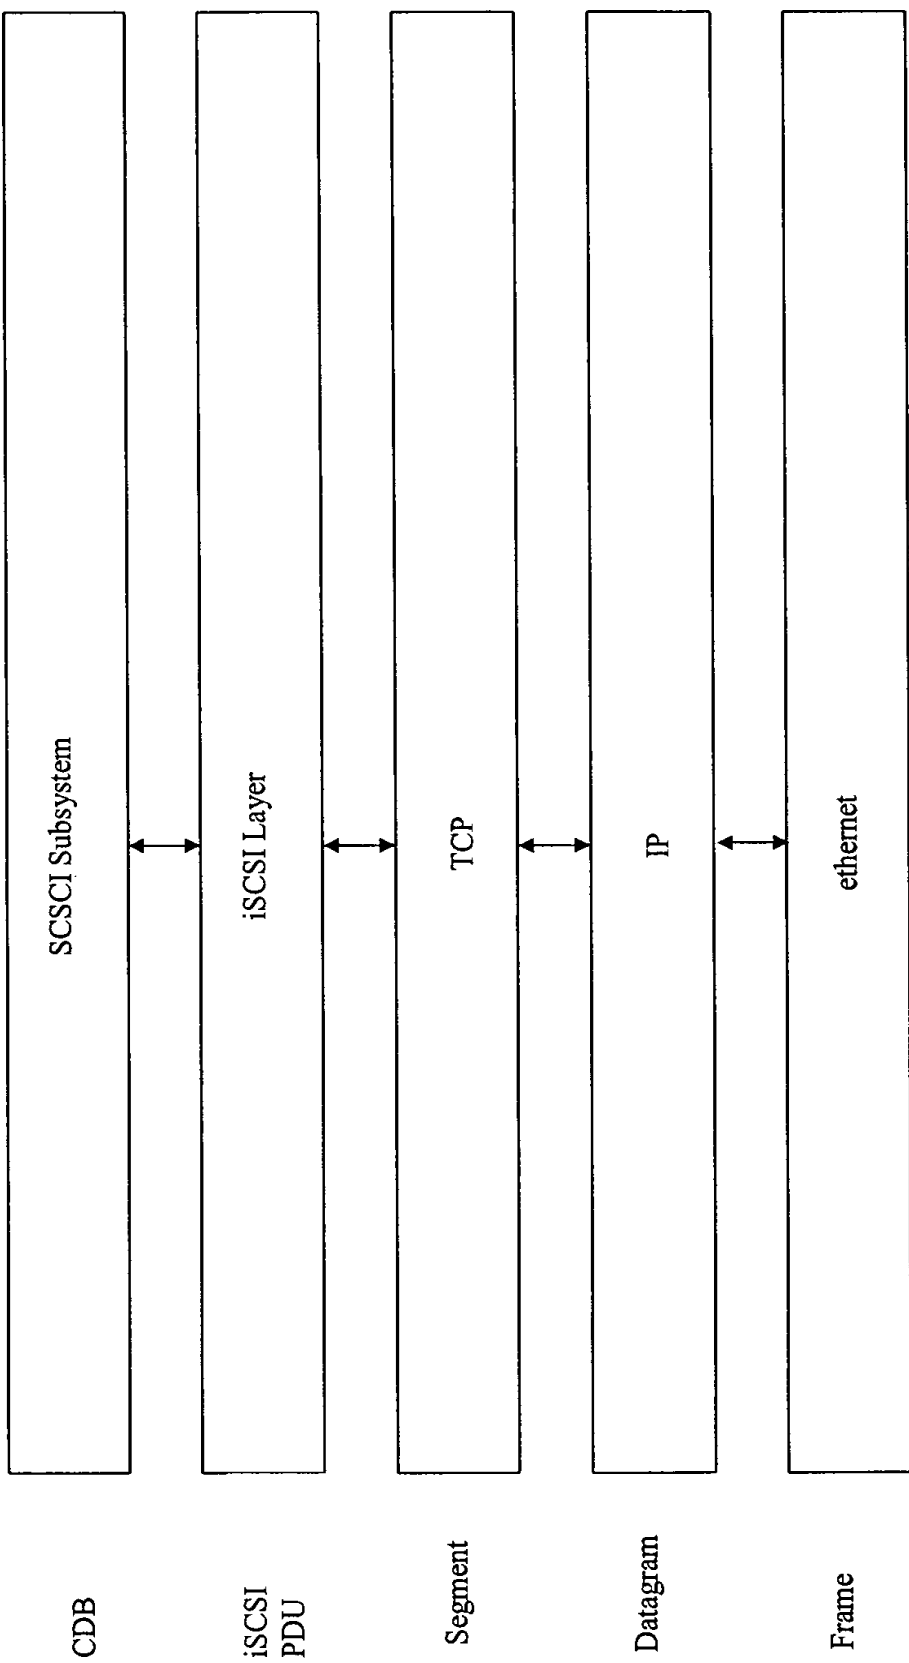 CDB
SCSCI Subsystem
iSCSI
PDU
iSCSI Layer
Segment
TCP
Datagram
IP
Frame
ethernet